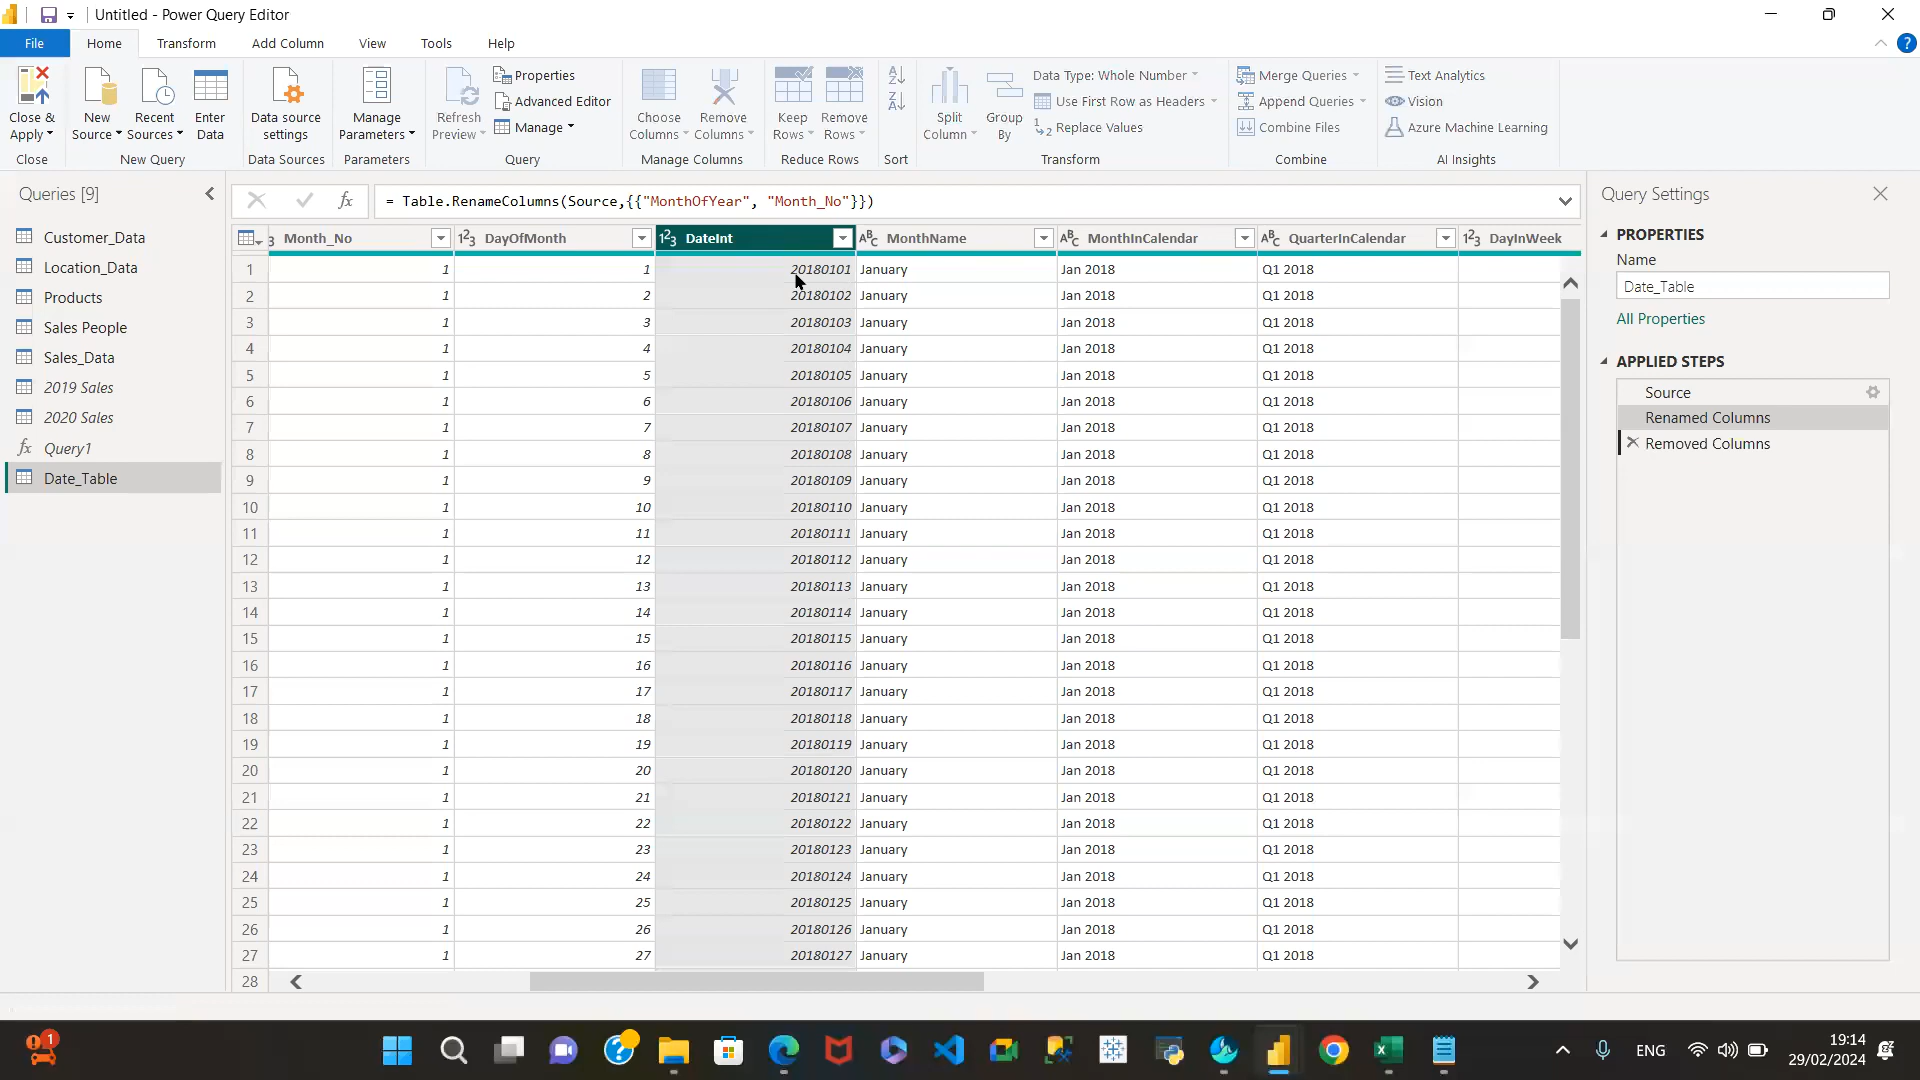 Untitled - Power Query Editor
File Home Transform Add Column View Tools Help
Close & Apply
New Source
Recent Sources
Enter Data
Data source settings
Manage Parameters
Refresh Preview
Properties
Advanced Editor
Manage
Choose Columns
Remove Columns
Keep Rows
Remove Rows
A Z
Z A
Split Column
Group By
Data Type: Whole Number
Use First Row as Headers
1 2 Replace Values
Merge Queries
Append Queries
Combine Files
Text Analytics
Vision
Azure Machine Learning
Close New Query Data Sources Parameters Query Manage Columns Reduce Rows Sort Transform Combine AI Insights
Queries [9]
Customer_Data
Location_Data
Products
Sales People
Sales_Data
2019 Sales
2020 Sales
fx Query1
Date_Table
fx = Table.RenameColumns(Source,{{"MonthOfYear", "Month_No"}})
3 Month_No 123 DayOfMonth 123 DateInt ABC MonthName ABC MonthInCalendar ABC QuarterInCalendar 123 DayInWeek
1 1 1 20180101 January Jan 2018 Q1 2018
2 1 2 20180102 January Jan 2018 Q1 2018
3 1 3 20180103 January Jan 2018 Q1 2018
4 1 4 20180104 January Jan 2018 Q1 2018
5 1 5 20180105 January Jan 2018 Q1 2018
6 1 6 20180106 January Jan 2018 Q1 2018
7 1 7 20180107 January Jan 2018 Q1 2018
8 1 8 20180108 January Jan 2018 Q1 2018
9 1 9 20180109 January Jan 2018 Q1 2018
10 1 10 20180110 January Jan 2018 Q1 2018
11 1 11 20180111 January Jan 2018 Q1 2018
12 1 12 20180112 January Jan 2018 Q1 2018
13 1 13 20180113 January Jan 2018 Q1 2018
14 1 14 20180114 January Jan 2018 Q1 2018
15 1 15 20180115 January Jan 2018 Q1 2018
16 1 16 20180116 January Jan 2018 Q1 2018
17 1 17 20180117 January Jan 2018 Q1 2018
18 1 18 20180118 January Jan 2018 Q1 2018
19 1 19 20180119 January Jan 2018 Q1 2018
20 1 20 20180120 January Jan 2018 Q1 2018
21 1 21 20180121 January Jan 2018 Q1 2018
22 1 22 20180122 January Jan 2018 Q1 2018
23 1 23 20180123 January Jan 2018 Q1 2018
24 1 24 20180124 January Jan 2018 Q1 2018
25 1 25 20180125 January Jan 2018 Q1 2018
26 1 26 20180126 January Jan 2018 Q1 2018
27 1 27 20180127 January Jan 2018 Q1 2018
28
Query Settings
PROPERTIES
Name
Date_Table
All Properties
APPLIED STEPS
Source
Renamed Columns
Removed Columns
1
ENG
19:14
29/02/2024